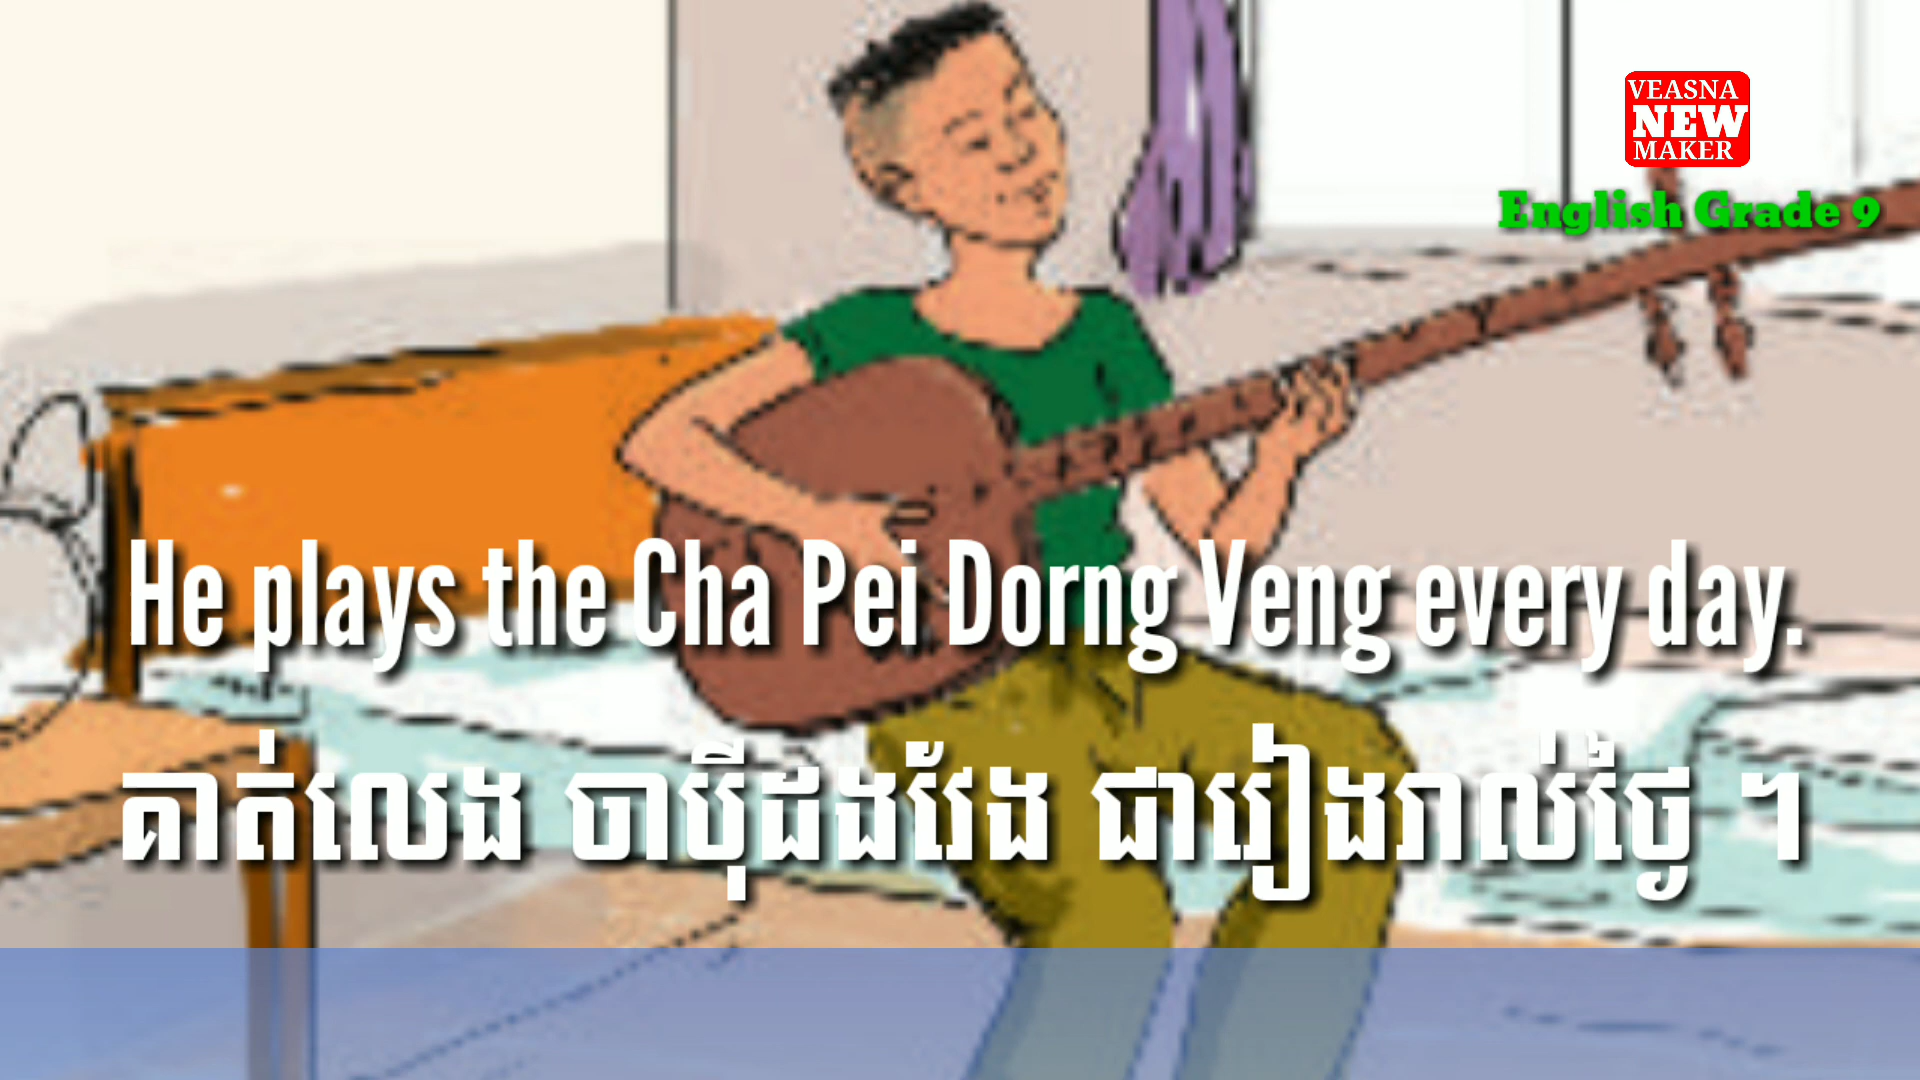 VEASNA
NEW
MAKER
English Grade 9
He plays the Cha Pei Dorng Veng every day.
គាត់លេង ចាប៉ីដងវែង ជារៀងរាល់ថ្ងៃ ។